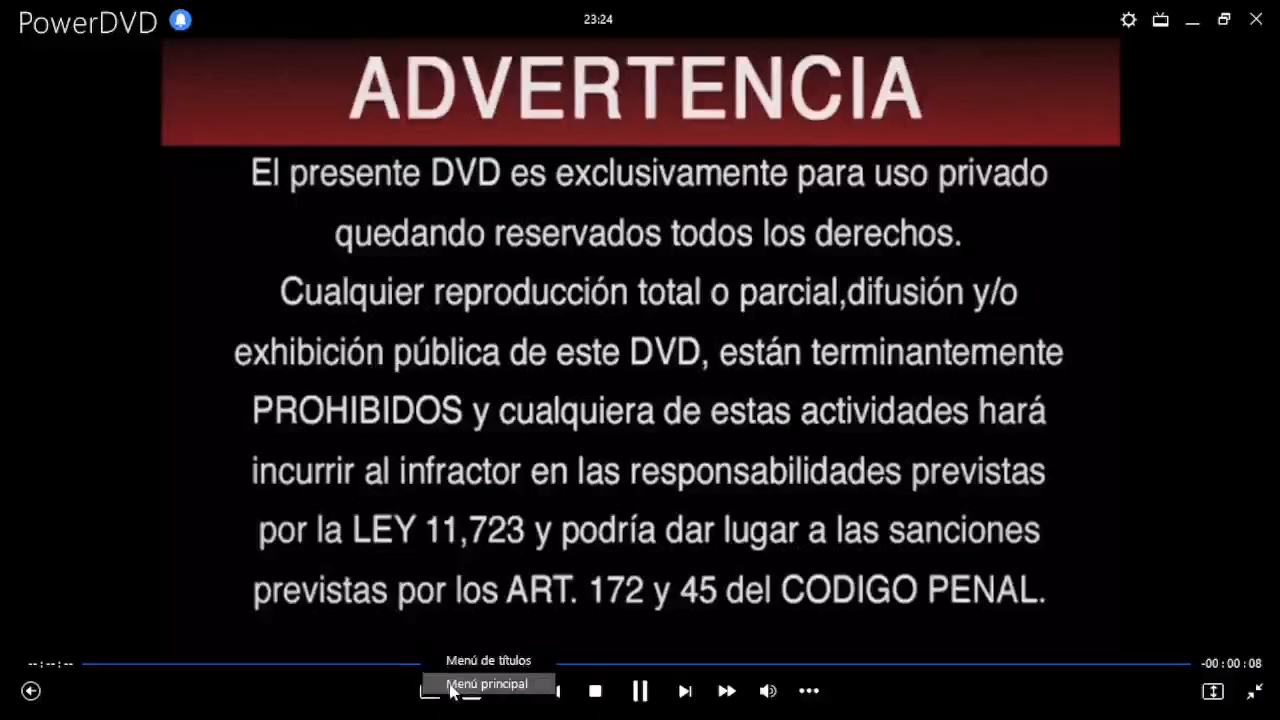 PowerDVD
23:24
ADVERTENCIA
El presente DVD es exclusivamente para uso privado
quedando reservados todos los derechos.
Cualquier reproducción total o parcial,difusión y/o
exhibición pública de este DVD, están terminantemente
PROHIBIDOS y cualquiera de estas actividades hará
incurrir al infractor en las responsabilidades previstas
por la LEY 11,723 y podría dar lugar a las sanciones
previstas por los ART. 172 y 45 del CODIGO PENAL.
--:--:--
Menú de títulos
-00:00:08
Menú principal